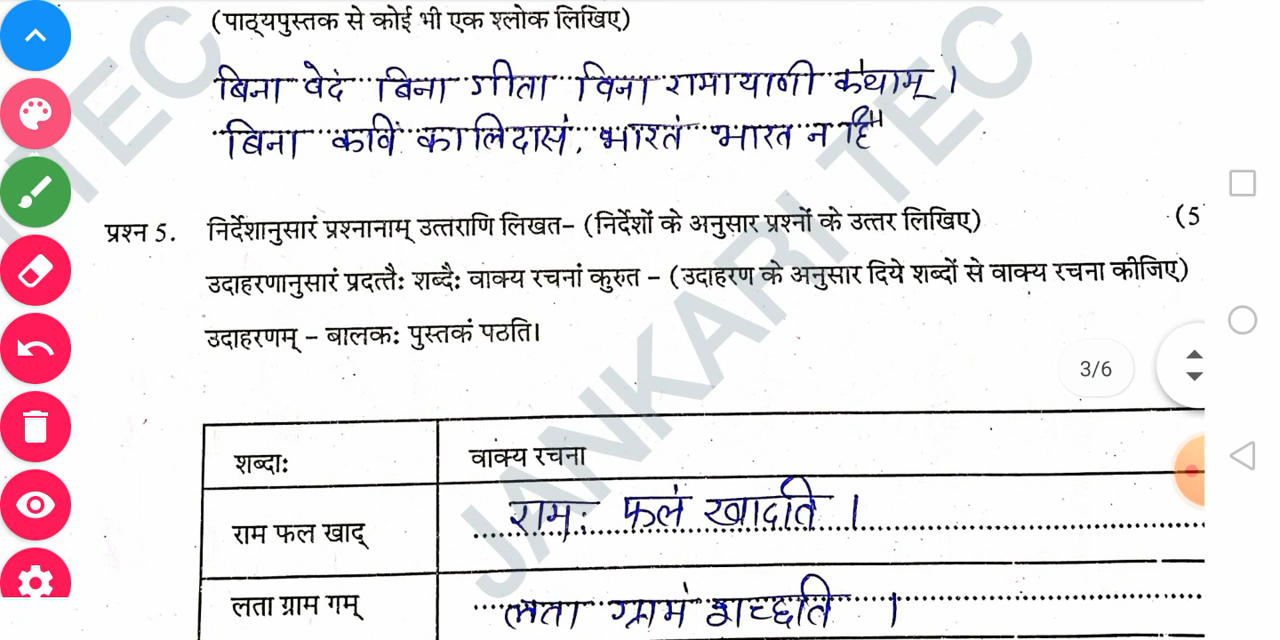 (पाठ्यपुस्तक से कोई भी एक श्लोक लिखिए)
बिना वेदं बिना गीता विना रामायाणी कथाम् ।
बिना कविं कालिदासं, भारतं भारत न हि॥
प्रश्न 5. निर्देशानुसारं प्रश्नानाम् उत्तराणि लिखत– (निर्देशों के अनुसार प्रश्नों के उत्तर लिखिए) (5
उदाहरणानुसारं प्रदत्तैः शब्दैः वाक्य रचनां कुरुत – (उदाहरण के अनुसार दिये शब्दों से वाक्य रचना कीजिए)
उदाहरणम् – बालकः पुस्तकं पठति।
3/6
शब्दाः वाक्य रचना
राम फल खाद् रामः फलं खादति ।
लता ग्राम गम् लता ग्रामं गच्छति ।
JANKARI TEC
NTEC
TEC